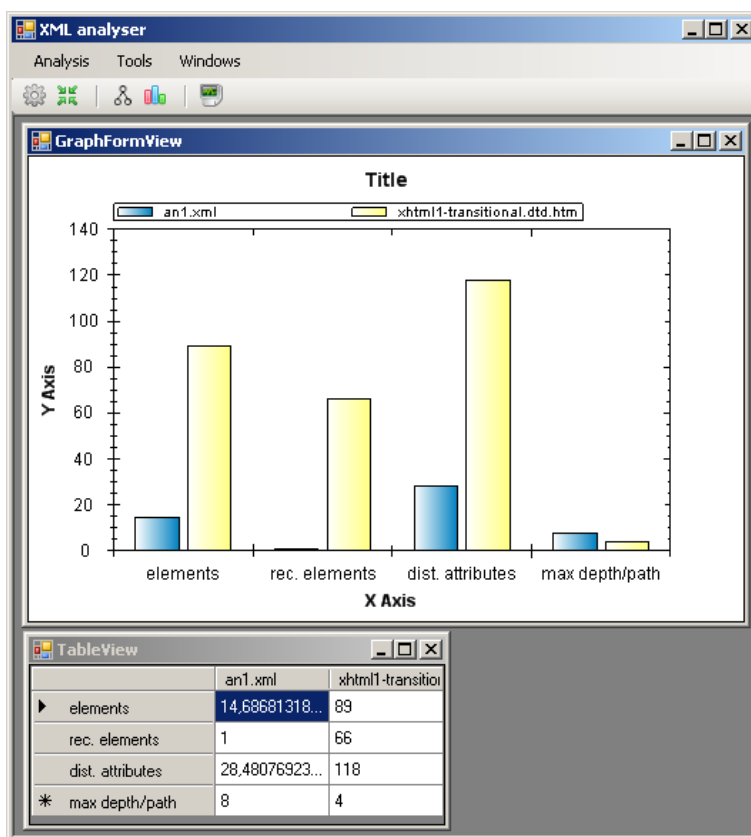 XML analyser
Analysis Tools Windows
GraphFormView
Title
an1.xml xhtml1-transitional.dtd.htm
140
120
100
80
60
40
20
0
Y Axis
elements rec. elements dist. attributes max depth/path
X Axis
TableView
an1.xml xhtml1-transition
elements 14,68681318... 89
rec. elements 1 66
dist. attributes 28,48076923... 118
max depth/path 8 4